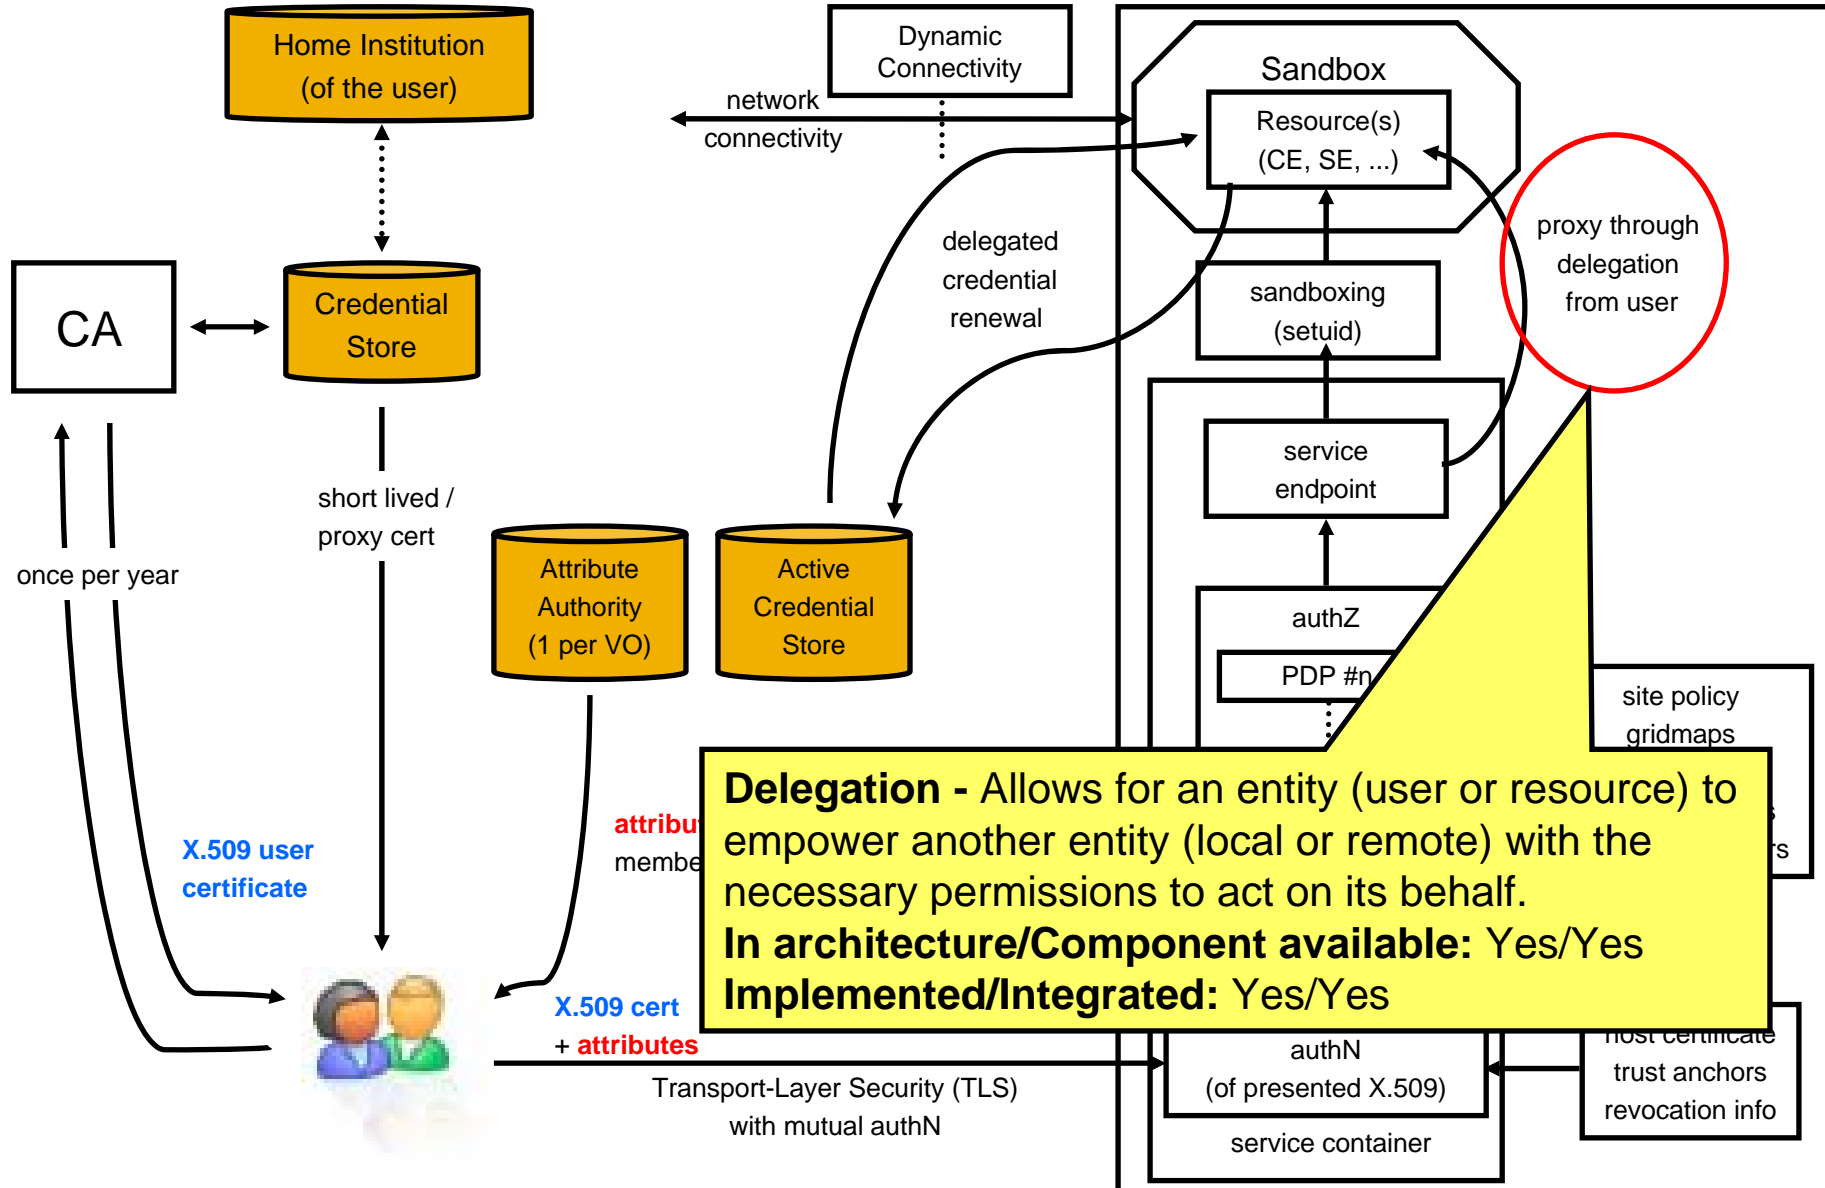 Home Institution
(of the user)
Dynamic
Connectivity
network
connectivity
Sandbox
Resource(s)
(CE, SE, ...)
proxy through
delegation
from user
delegated
credential
renewal
sandboxing
(setuid)
CA
Credential
Store
service
endpoint
short lived /
proxy cert
once per year
Attribute
Authority
(1 per VO)
Active
Credential
Store
authZ
PDP #n
site policy
gridmaps
X.509 user
certificate
Delegation - Allows for an entity (user or resource) to
empower another entity (local or remote) with the
necessary permissions to act on its behalf.
In architecture/Component available: Yes/Yes
Implemented/Integrated: Yes/Yes
X.509 cert
+ attributes
Transport-Layer Security (TLS)
with mutual authN
authN
(of presented X.509)
service container
host certificate
trust anchors
revocation info